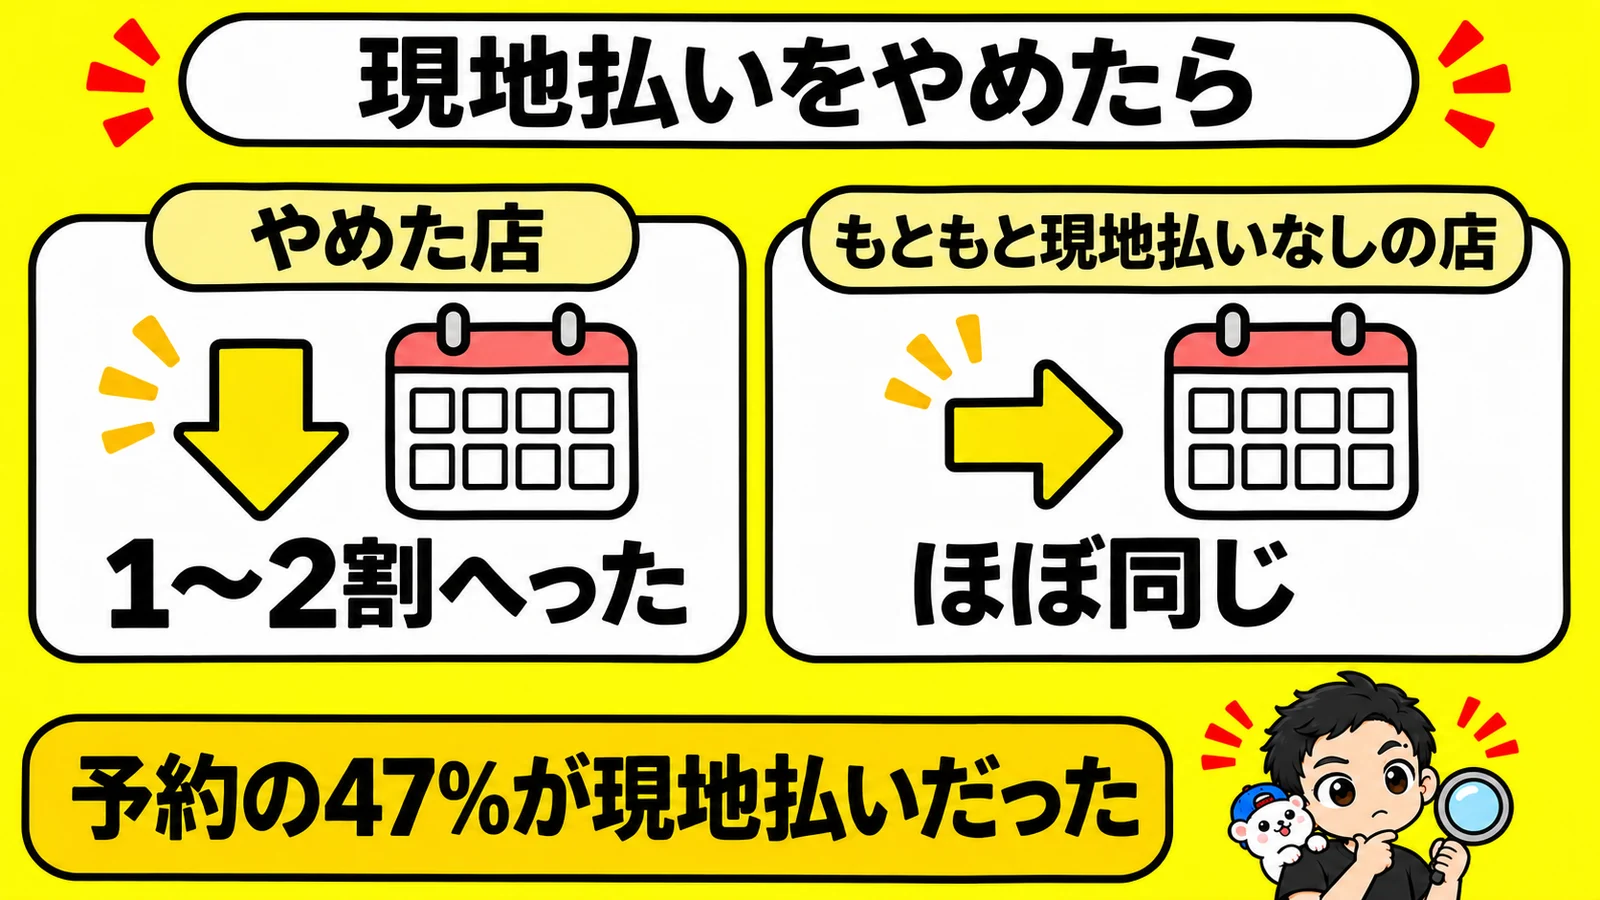 現地払いをやめたら
やめた店
1〜2割へった
もともと現地払いなしの店
ほぼ同じ
予約の47%が現地払いだった